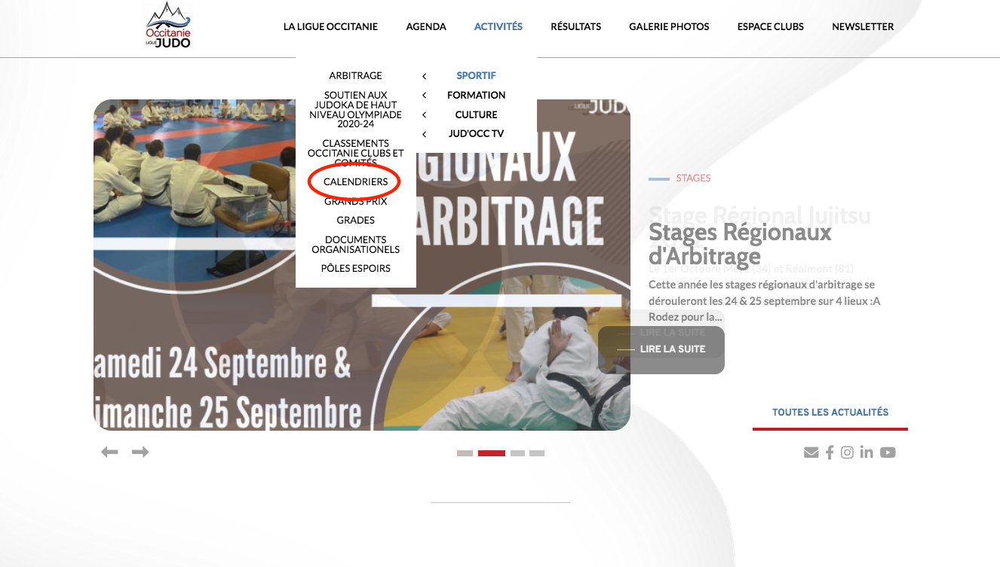 Occitanie
LIGUE JUDO
LA LIGUE OCCITANIE
AGENDA
ACTIVITÉS
RÉSULTATS
GALERIE PHOTOS
ESPACE CLUBS
NEWSLETTER
ARBITRAGE
SOUTIEN AUX
JUDOKA DE HAUT
NIVEAU OLYMPIADE
2020-24
CLASSEMENTS
OCCITANIE CLUBS ET
COMITÉS
CALENDRIERS
GRANDS PRIX
GRADES
DOCUMENTS
ORGANISATIONELS
PÔLES ESPOIRS
SPORTIF
FORMATION
CULTURE
JUD'OCC TV
LIGUE JUD
GIONAUX
ARBITRAGE
amedi 24 Septembre &
imanche 25 Septembre
STAGES
Stage Régional Jujitsu
Stages Régionaux
d'Arbitrage
Le 1er Octobre (34) et Réalmont (81)
Cette année les stages régionaux d'arbitrage se
dérouleront les 24 & 25 septembre sur 4 lieux :A
Rodez pour la...
LIRE LA SUITE
LIRE LA SUITE
TOUTES LES ACTUALITÉS